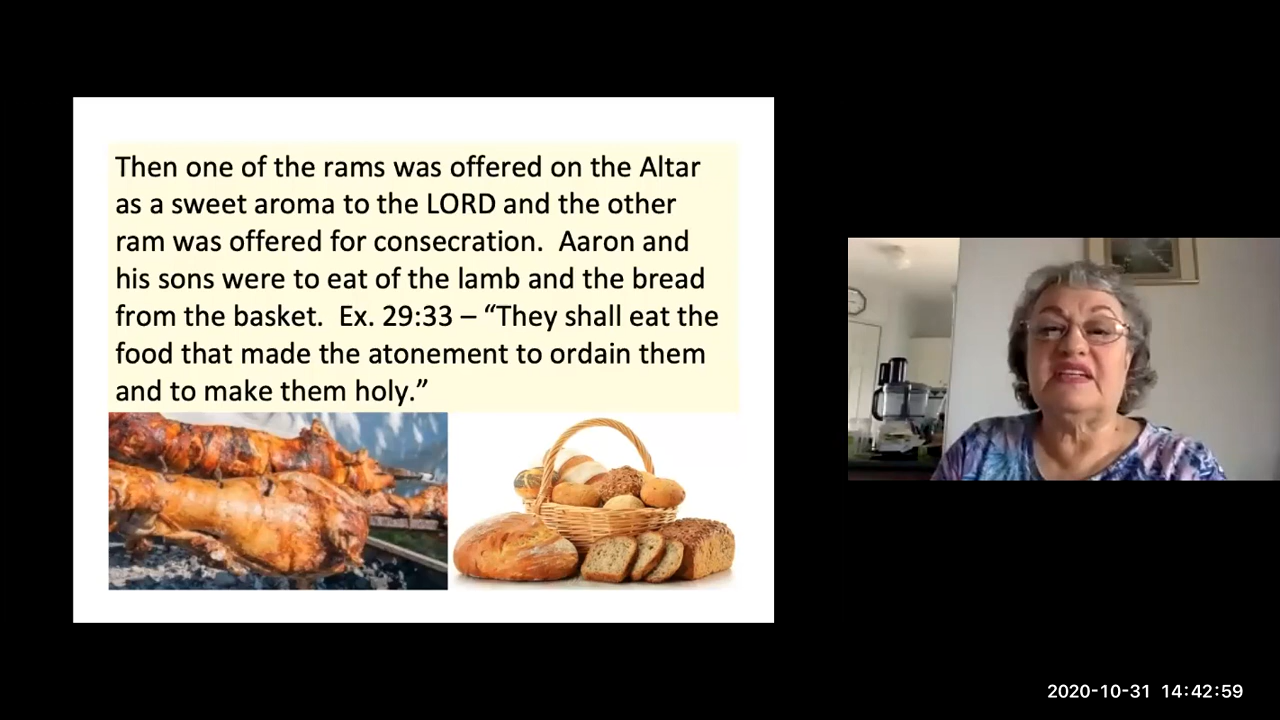 Then one of the rams was offered on the Altar
as a sweet aroma to the LORD and the other
ram was offered for consecration.  Aaron and
his sons were to eat of the lamb and the bread
from the basket.  Ex. 29:33 – “They shall eat the
food that made the atonement to ordain them
and to make them holy.”
2020-10-31 14:42:59